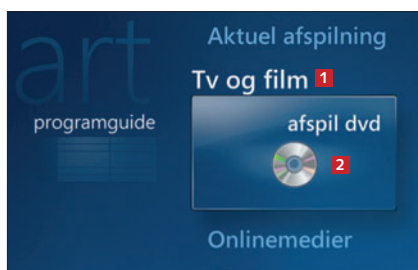 art
Aktuel afspilning
Tv og film 1
programguide
afspil dvd
2
Onlinemedier